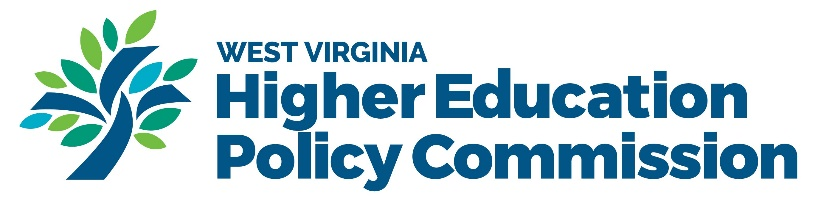 WEST VIRGINIA
Higher Education
Policy Commission